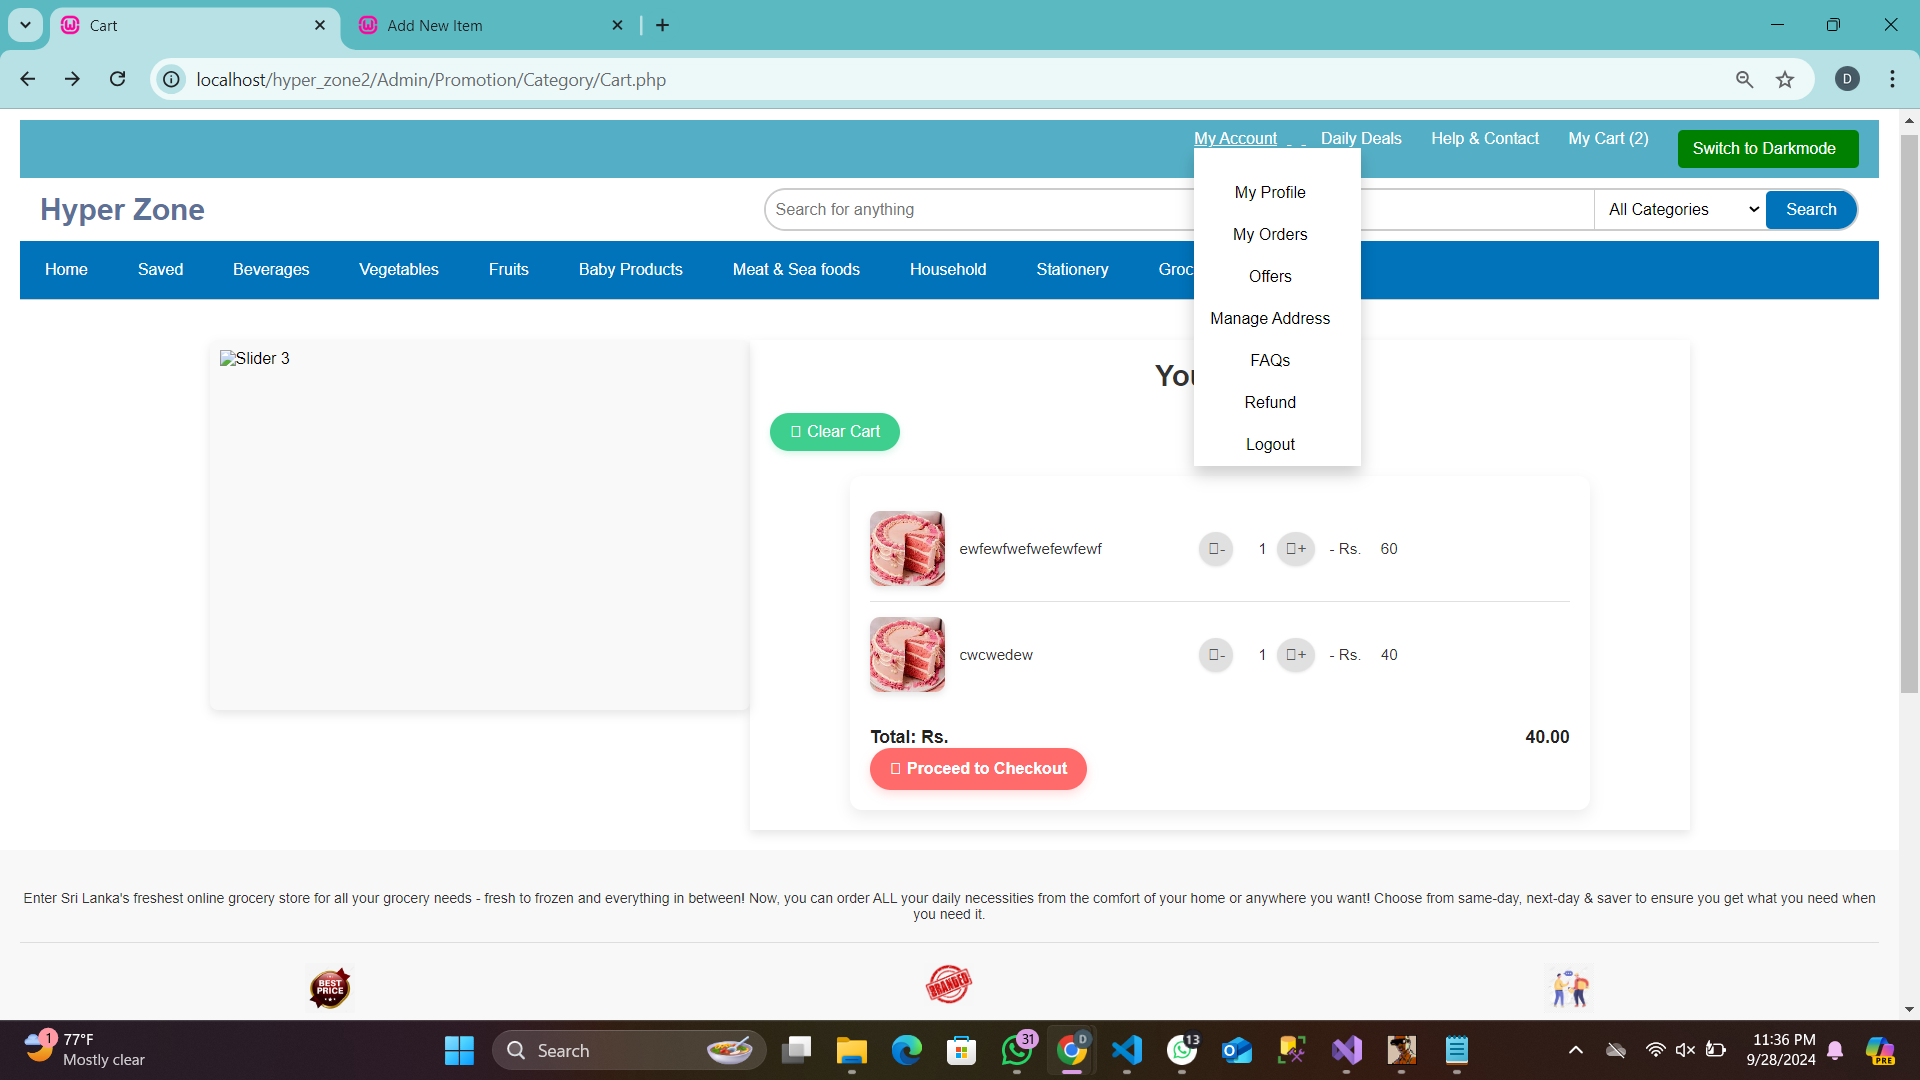 Cart
Add New Item
localhost/hyper_zone2/Admin/Promotion/Category/Cart.php
D
My Account
Daily Deals
Help & Contact
My Cart (2)
Switch to Darkmode
Hyper Zone
Search for anything
All Categories
Search
Home
Saved
Beverages
Vegetables
Fruits
Baby Products
Meat & Sea foods
Household
Stationery
Groc
My Profile
My Orders
Offers
Manage Address
FAQs
Refund
Logout
Slider 3
You
Clear Cart
ewfewfwefwefewfewf
- 1 + - Rs. 60
cwcwedew
- 1 + - Rs. 40
Total: Rs. 40.00
Proceed to Checkout
Enter Sri Lanka's freshest online grocery store for all your grocery needs - fresh to frozen and everything in between! Now, you can order ALL your daily necessities from the comfort of your home or anywhere you want! Choose from same-day, next-day & saver to ensure you get what you need when
you need it.
BEST
PRICE
BRANDED
1
77°F
Mostly clear
Search
31
D
13
11:36 PM
9/28/2024
PRE